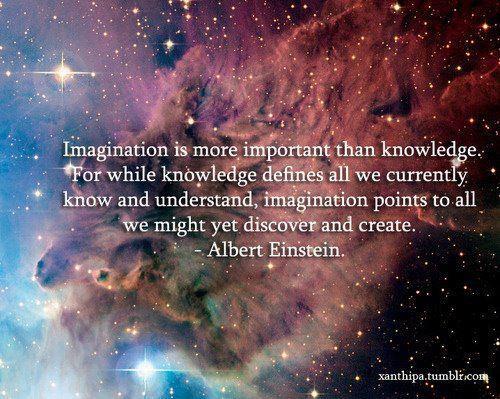 Imagination is more important than knowledge.
For while knowledge defines all we currently
know and understand, imagination points to all
we might yet discover and create.
- Albert Einstein.
xanthipa.tumblr.com